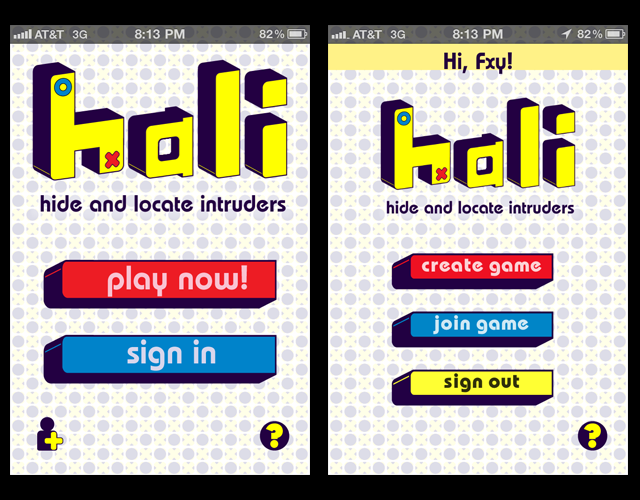 AT&T 3G 8:13 PM 82%
hali
hide and locate intruders
play now!
sign in
?
AT&T 3G 8:13 PM 82%
Hi, Fxy!
hali
hide and locate intruders
create game
join game
sign out
?